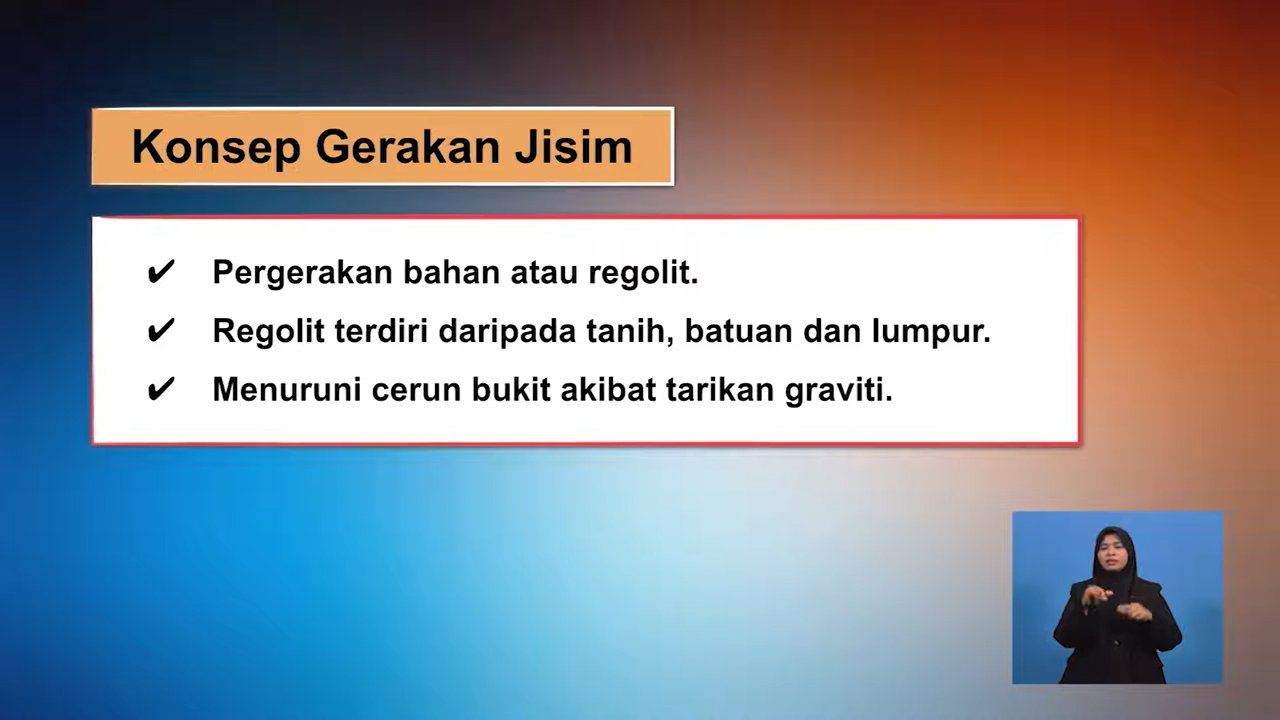 Konsep Gerakan Jisim
✔ Pergerakan bahan atau regolit.
✔ Regolit terdiri daripada tanih, batuan dan lumpur.
✔ Menuruni cerun bukit akibat tarikan graviti.